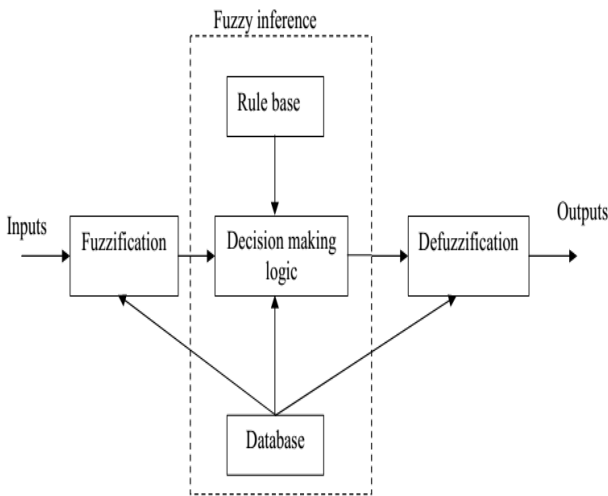 Fuzzy inference
Rule base
Inputs
Fuzzification
Decision making
logic
Defuzzification
Outputs
Database